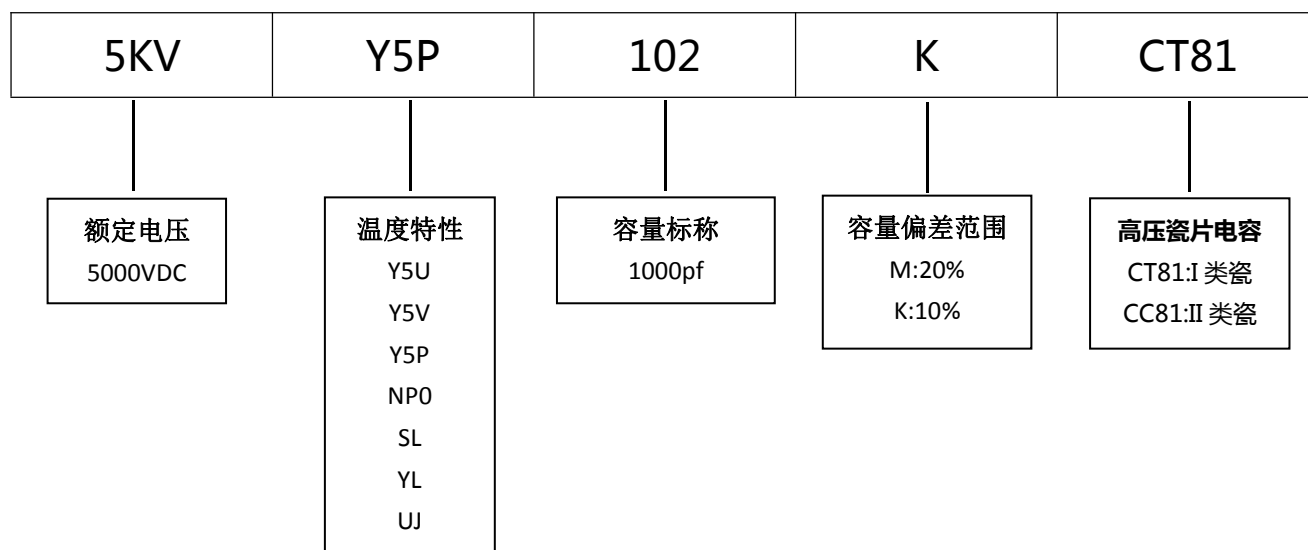 5KV Y5P 102 K CT81
额定电压
5000VDC
温度特性
Y5U
Y5V
Y5P
NP0
SL
YL
UJ
容量标称
1000pf
容量偏差范围
M:20%
K:10%
高压瓷片电容
CT81:I 类瓷
CC81:II 类瓷